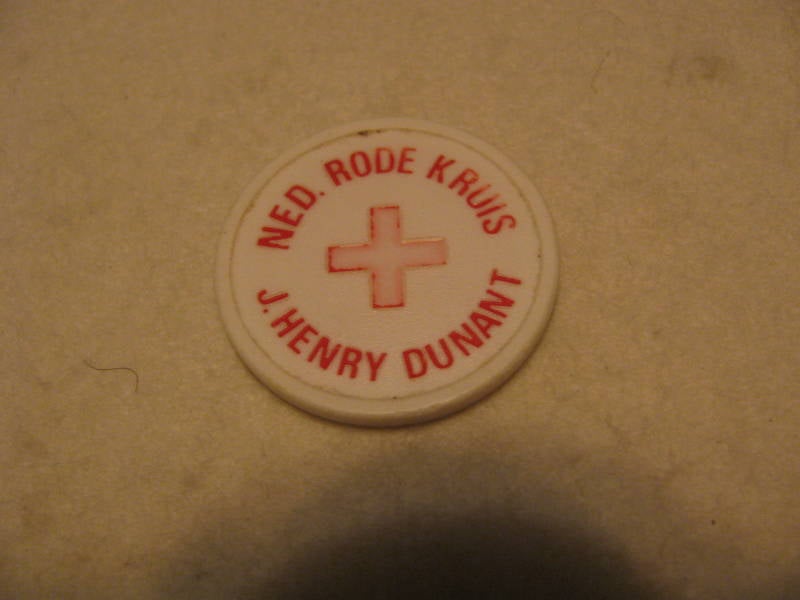 NED. RODE KRUIS
J. HENRY DUNANT